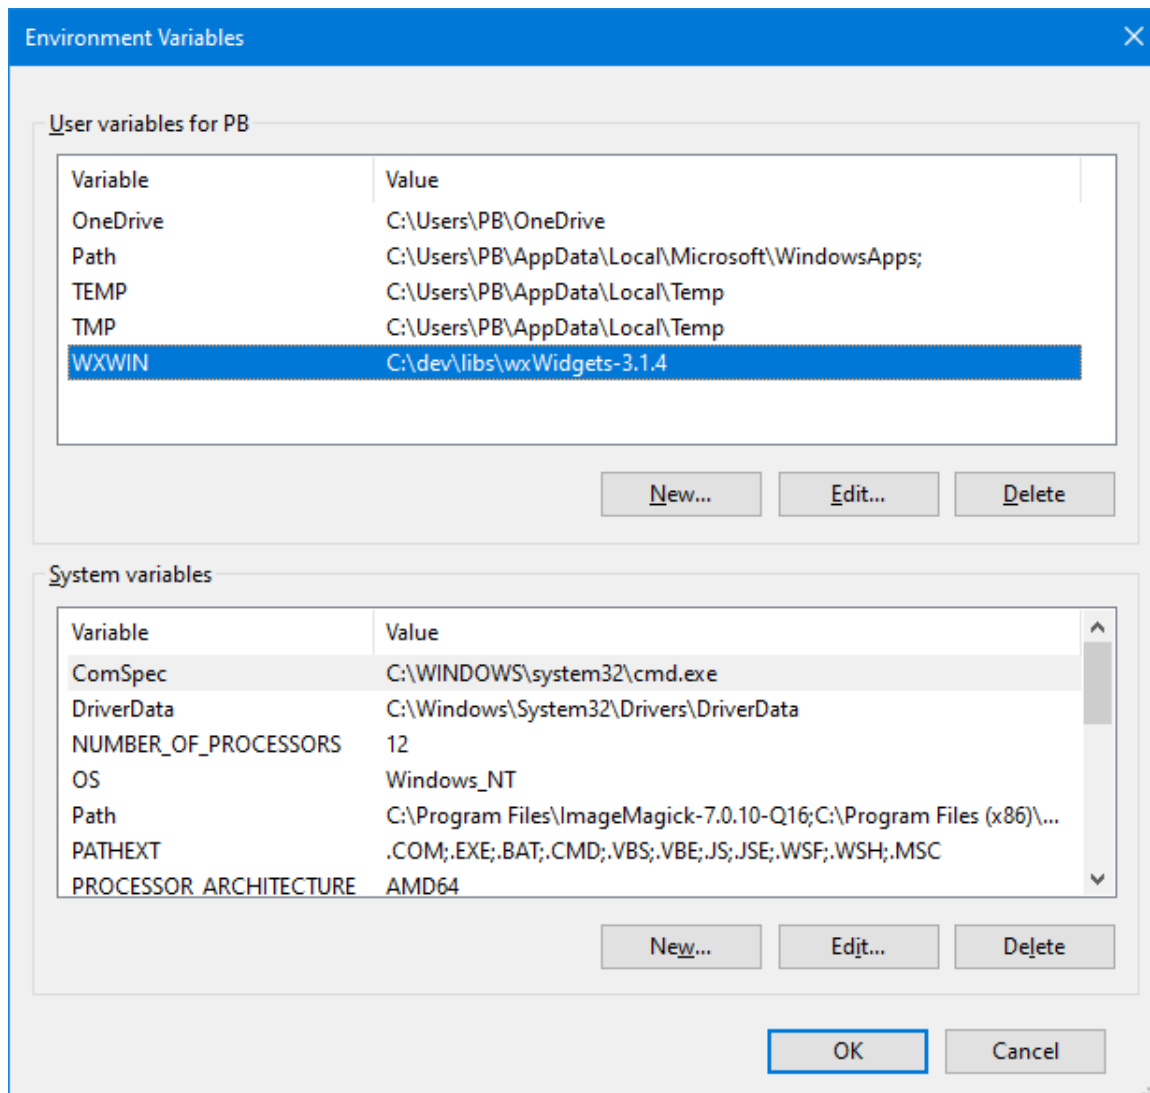 Environment Variables
User variables for PB
Variable Value
OneDrive C:\Users\PB\OneDrive
Path C:\Users\PB\AppData\Local\Microsoft\WindowsApps;
TEMP C:\Users\PB\AppData\Local\Temp
TMP C:\Users\PB\AppData\Local\Temp
WXWIN C:\dev\libs\wxWidgets-3.1.4
New... Edit... Delete
System variables
Variable Value
ComSpec C:\WINDOWS\system32\cmd.exe
DriverData C:\Windows\System32\Drivers\DriverData
NUMBER_OF_PROCESSORS 12
OS Windows_NT
Path C:\Program Files\ImageMagick-7.0.10-Q16;C:\Program Files (x86)\...
PATHEXT .COM;.EXE;.BAT;.CMD;.VBS;.VBE;.JS;.JSE;.WSF;.WSH;.MSC
PROCESSOR_ARCHITECTURE AMD64
New... Edit... Delete
OK Cancel